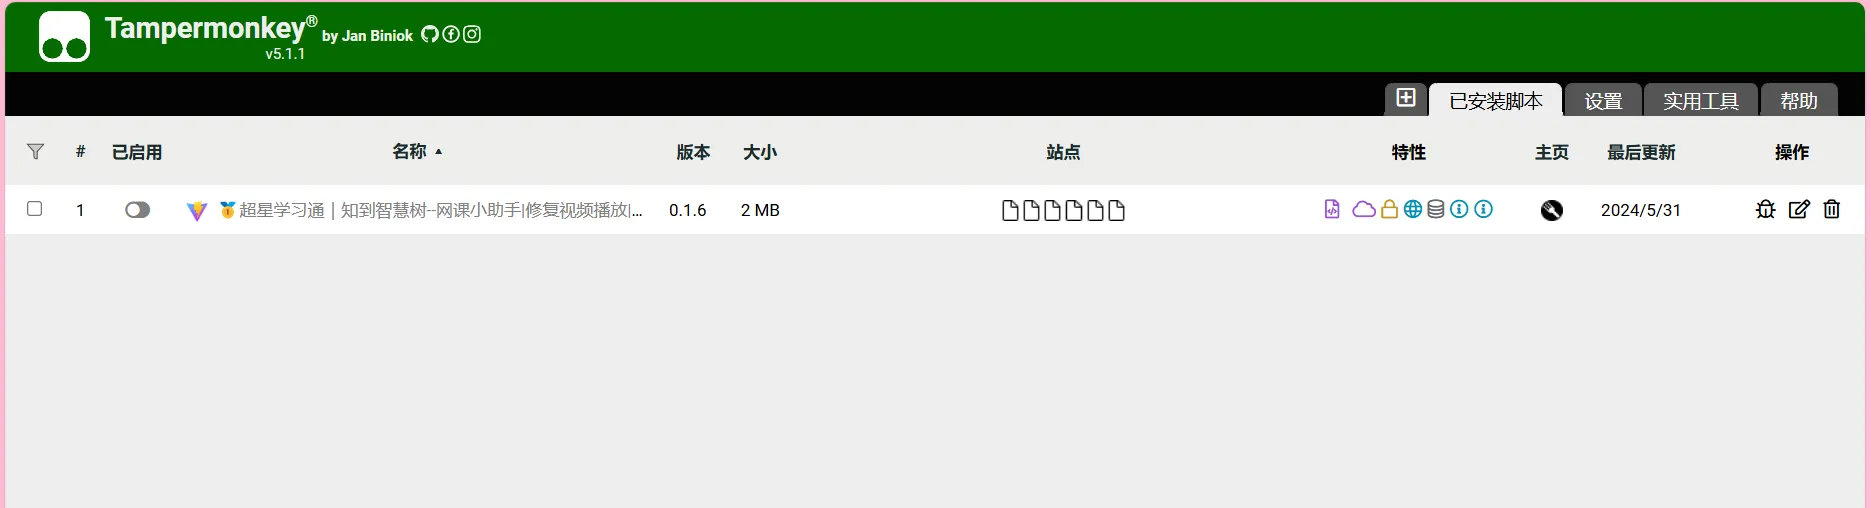 Tampermonkey® by Jan Biniok
v5.1.1
已安装脚本 设置 实用工具 帮助
# 已启用 名称 ▲ 版本 大小 站点 特性 主页 最后更新 操作
1 超星学习通｜知到智慧树--网课小助手|修复视频播放|... 0.1.6 2 MB 2024/5/31